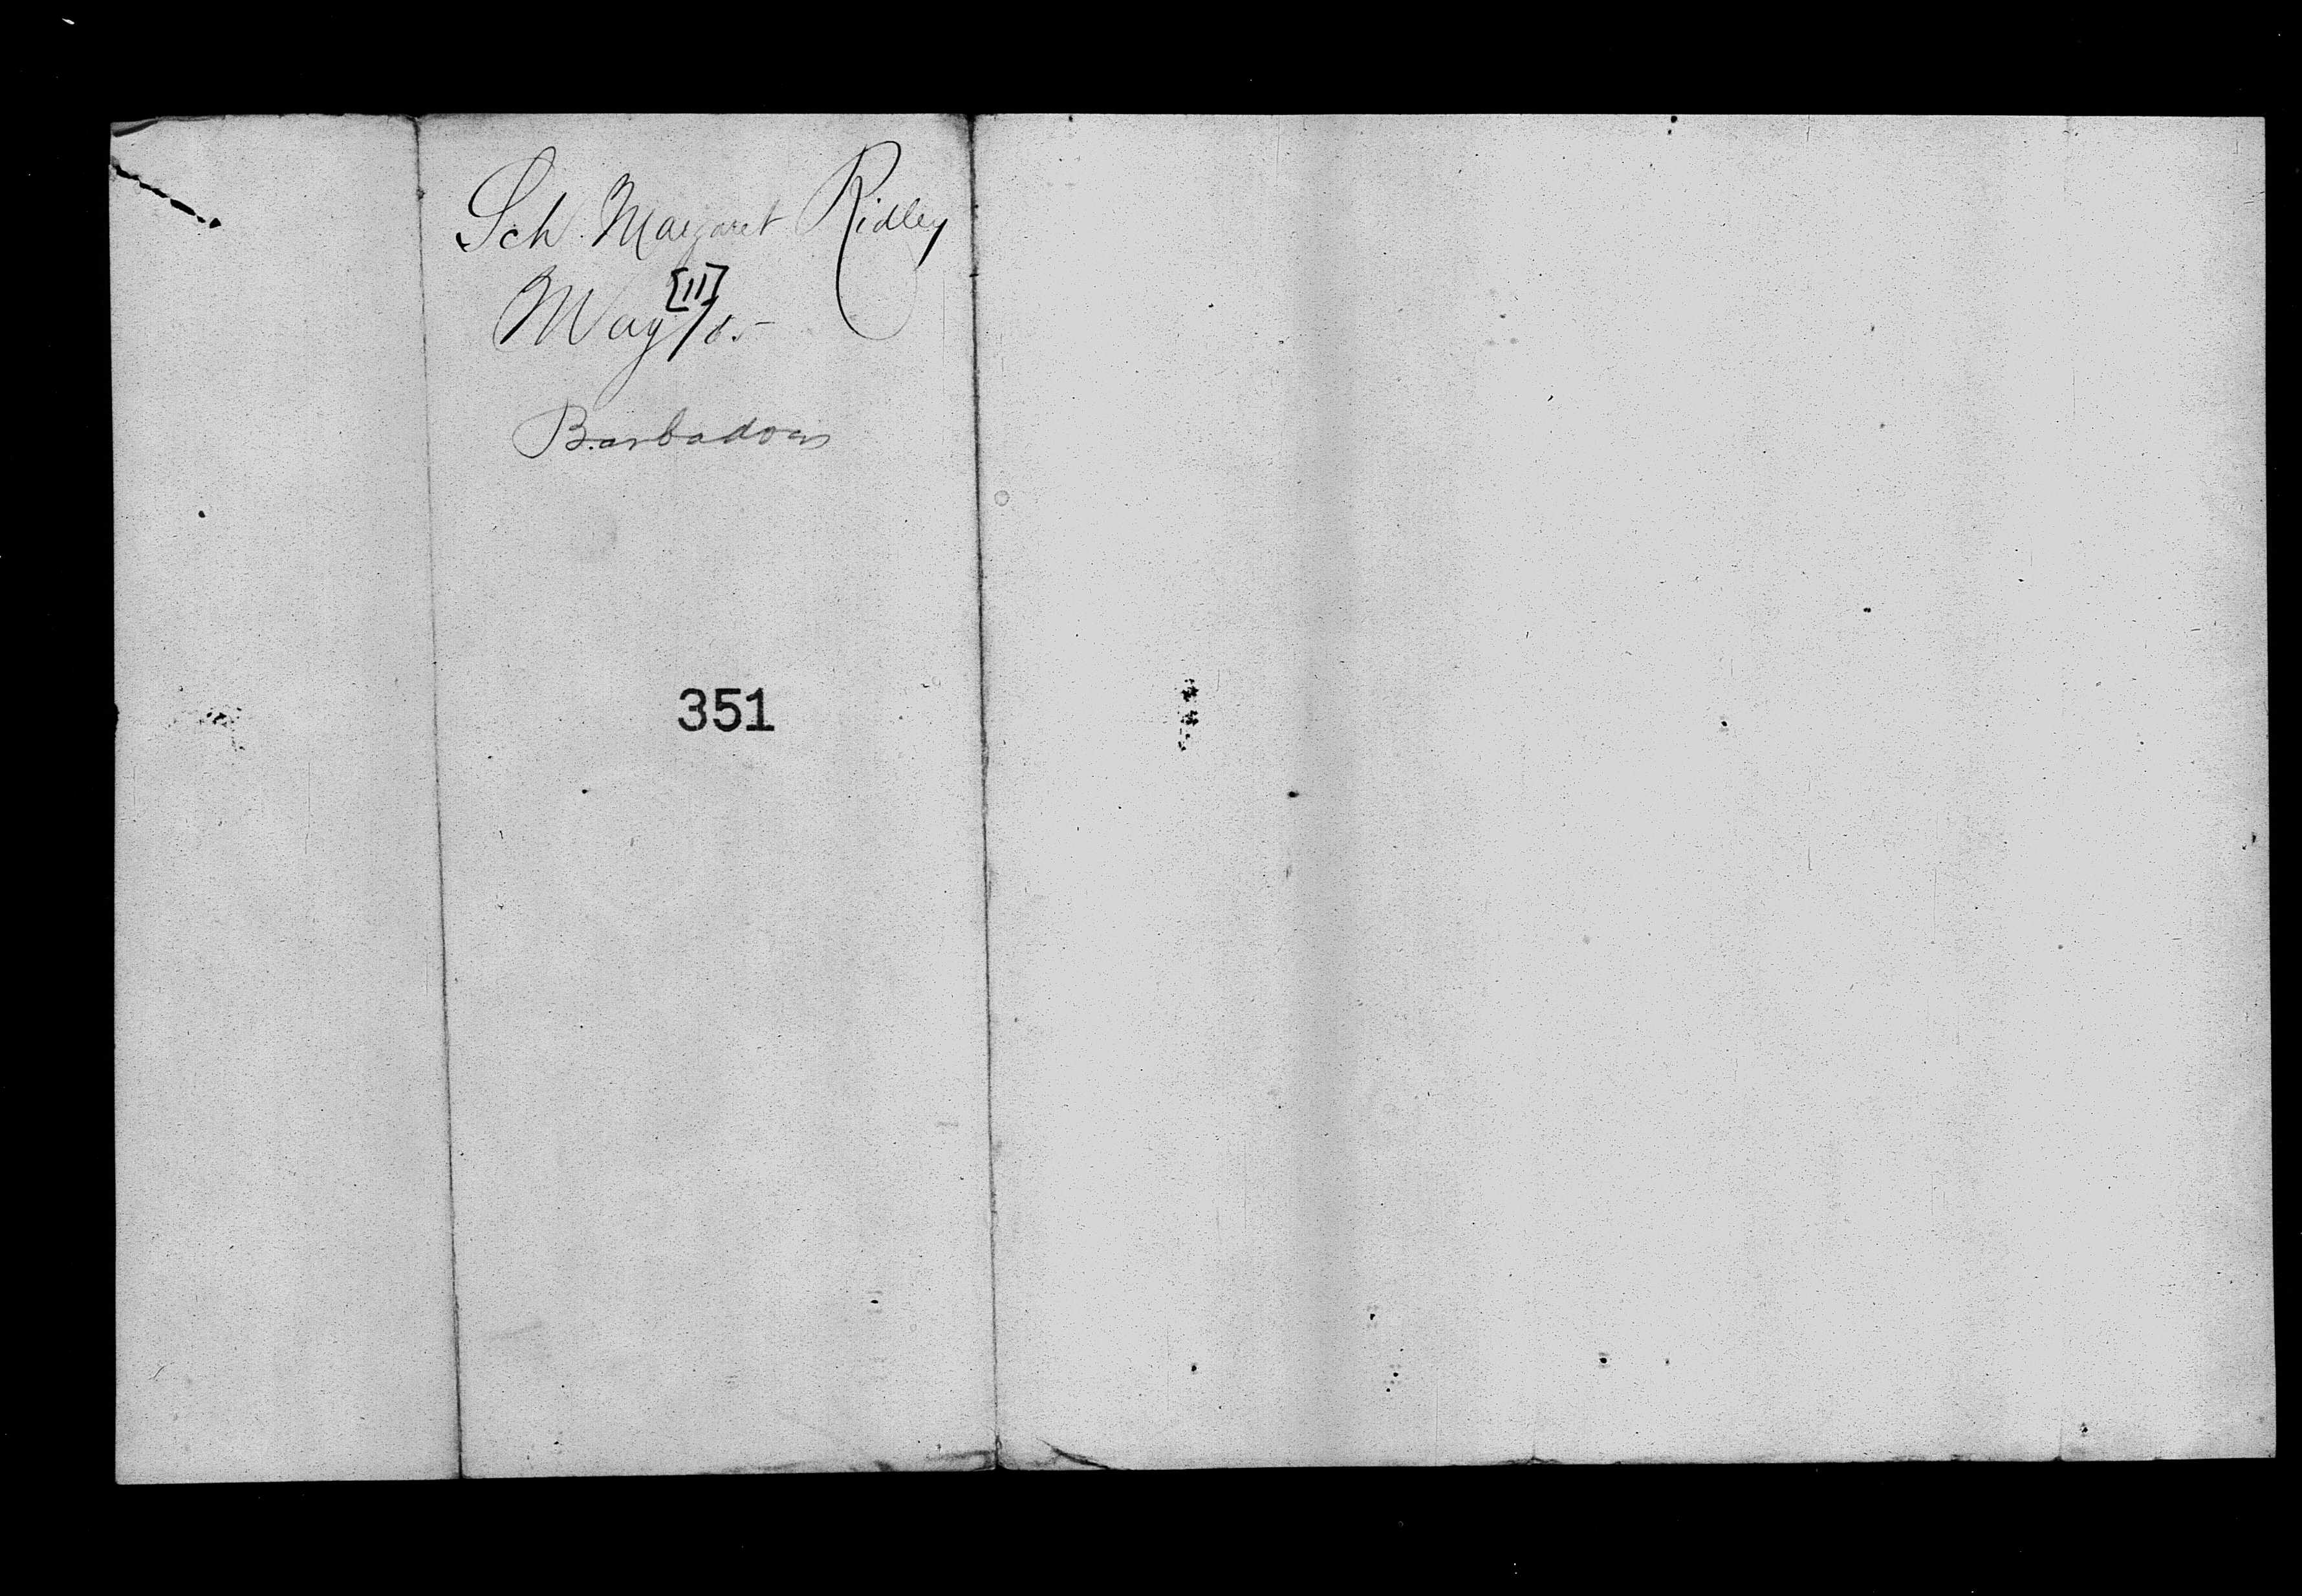 Sch. Margaret Ridley
[11]
May /85
Barbadoes
351